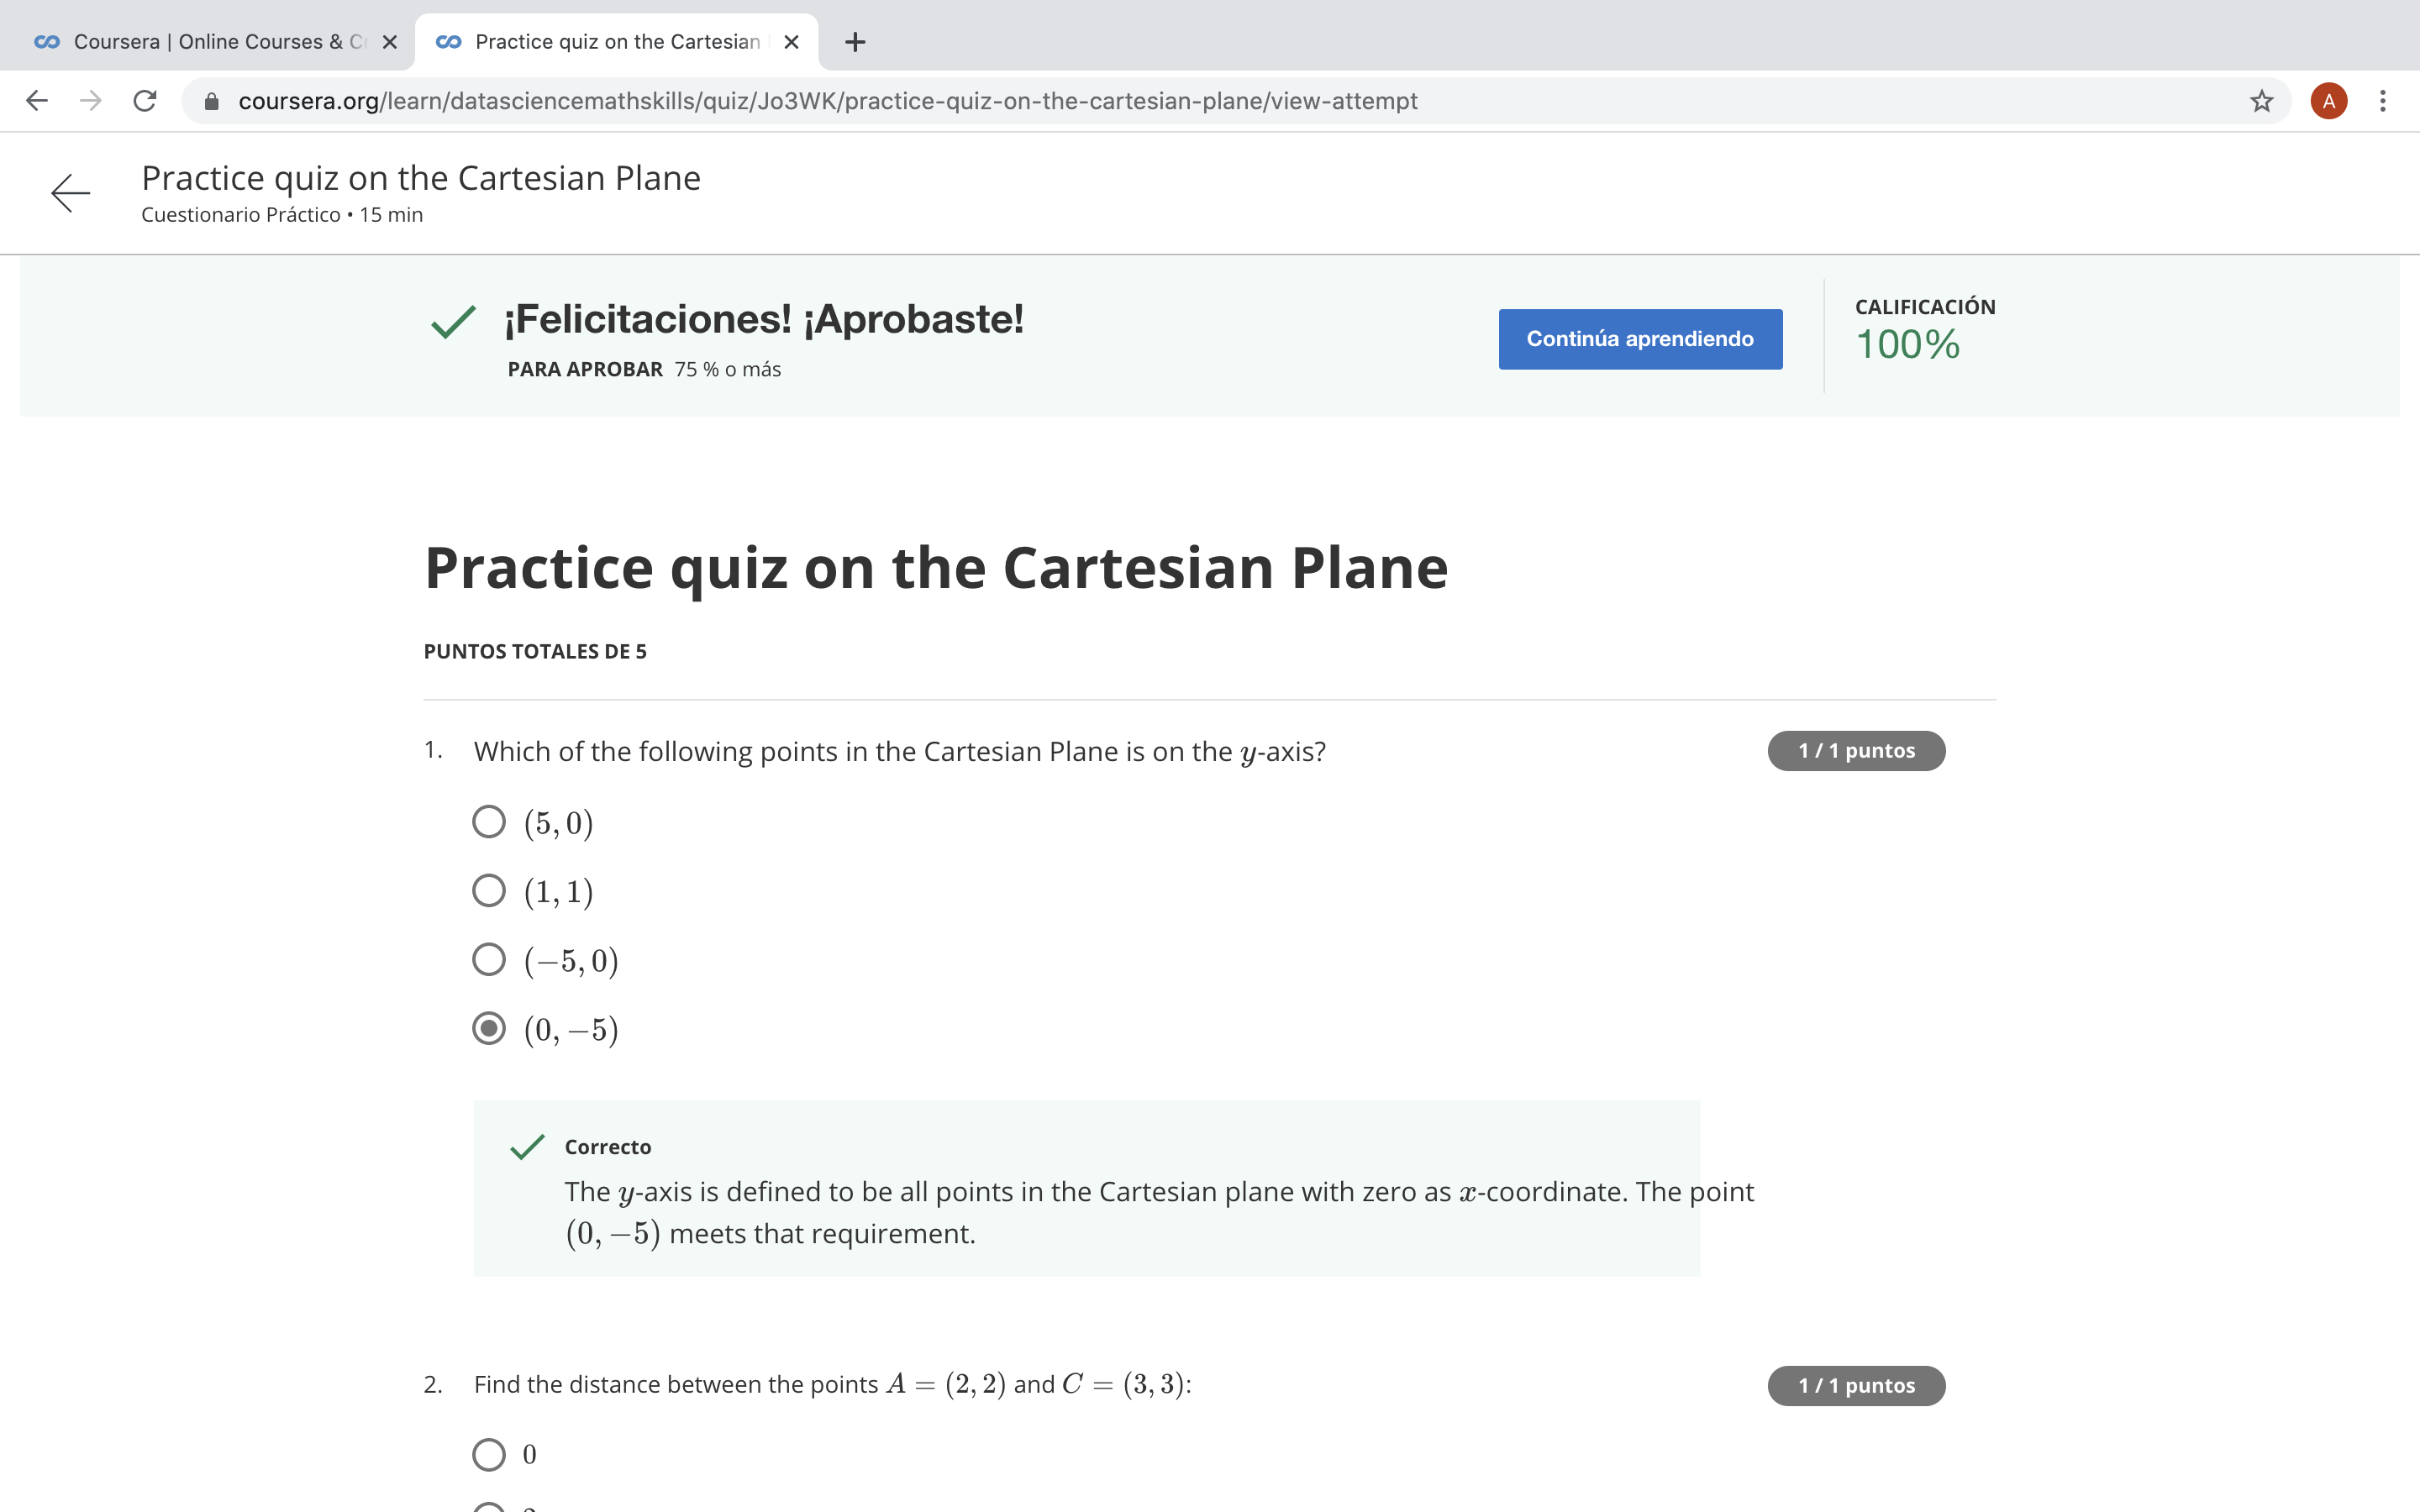 Coursera | Online Courses & C
Practice quiz on the Cartesian
coursera.org/learn/datasciencemathskills/quiz/Jo3WK/practice-quiz-on-the-cartesian-plane/view-attempt
A
Practice quiz on the Cartesian Plane
Cuestionario Práctico • 15 min
¡Felicitaciones! ¡Aprobaste!
PARA APROBAR 75 % o más
Continúa aprendiendo
CALIFICACIÓN
100%
Practice quiz on the Cartesian Plane
PUNTOS TOTALES DE 5
1. Which of the following points in the Cartesian Plane is on the y-axis?
1 / 1 puntos
(5, 0)
(1, 1)
(−5, 0)
(0, −5)
Correcto
The y-axis is defined to be all points in the Cartesian plane with zero as x-coordinate. The point
(0, −5) meets that requirement.
2. Find the distance between the points A = (2, 2) and C = (3, 3):
1 / 1 puntos
0